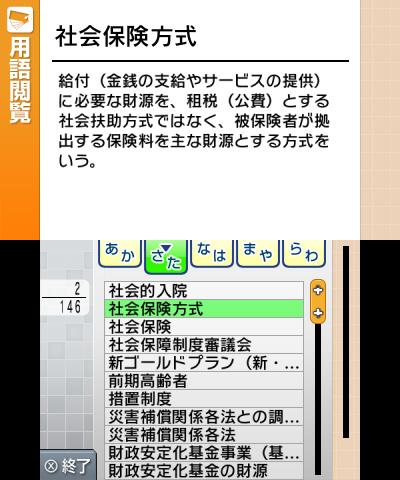 用語閲覧
社会保険方式
給付（金銭の支給やサービスの提供）
に必要な財源を、租税（公費）とする
社会扶助方式ではなく、被保険者が拠
出する保険料を主な財源とする方式を
いう。
あか
さた
なは
まや
らわ
2
146
社会的入院
社会保険方式
社会保険
社会保障制度審議会
新ゴールドプラン（新・...
前期高齢者
措置制度
災害補償関係各法との調...
災害補償関係各法
財政安定化基金事業（基...
財政安定化基金の財源
Ⓧ終了